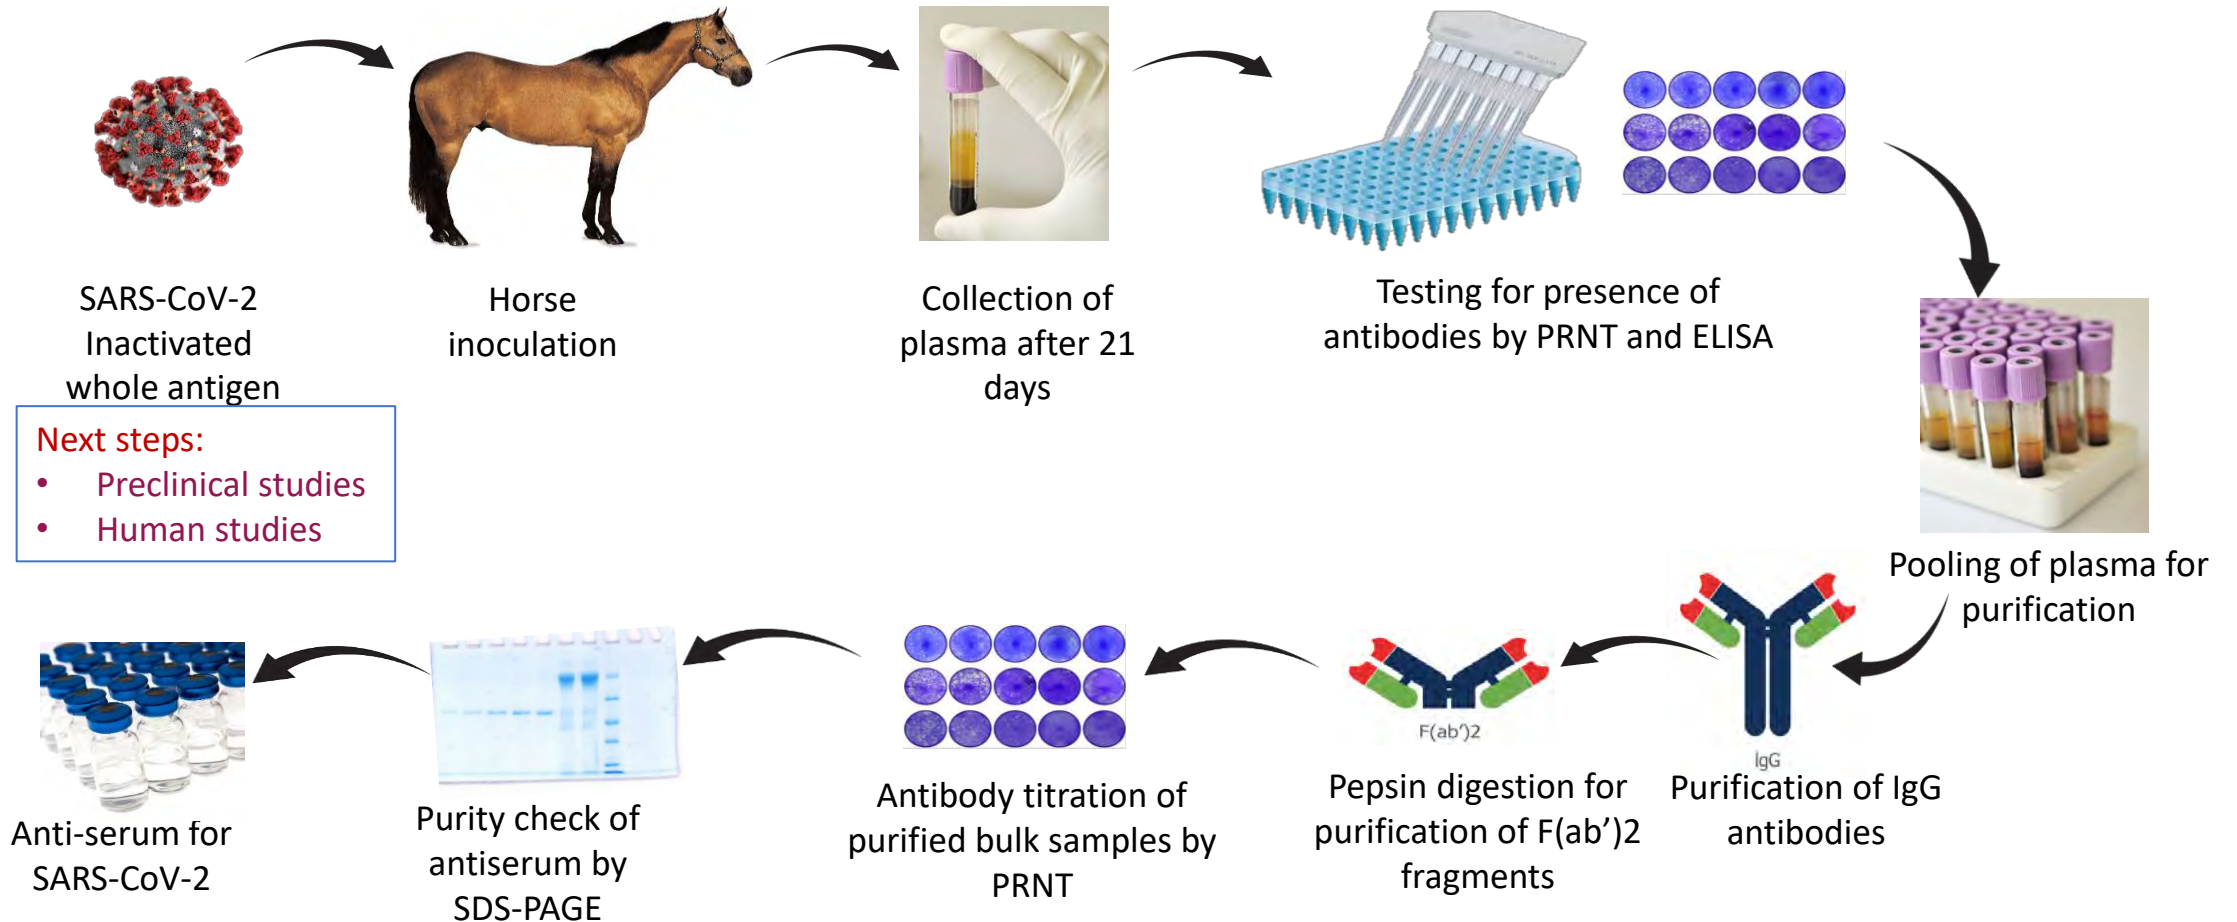 SARS-CoV-2
Inactivated
whole antigen
Horse
inoculation
Collection of
plasma after 21
days
Testing for presence of
antibodies by PRNT and ELISA
Pooling of plasma for
purification
IgG
Purification of IgG
antibodies
F(ab')2
Pepsin digestion for
purification of F(ab’)2
fragments
Antibody titration of
purified bulk samples by
PRNT
Purity check of
antiserum by
SDS-PAGE
Anti-serum for
SARS-CoV-2
Next steps:
• Preclinical studies
• Human studies